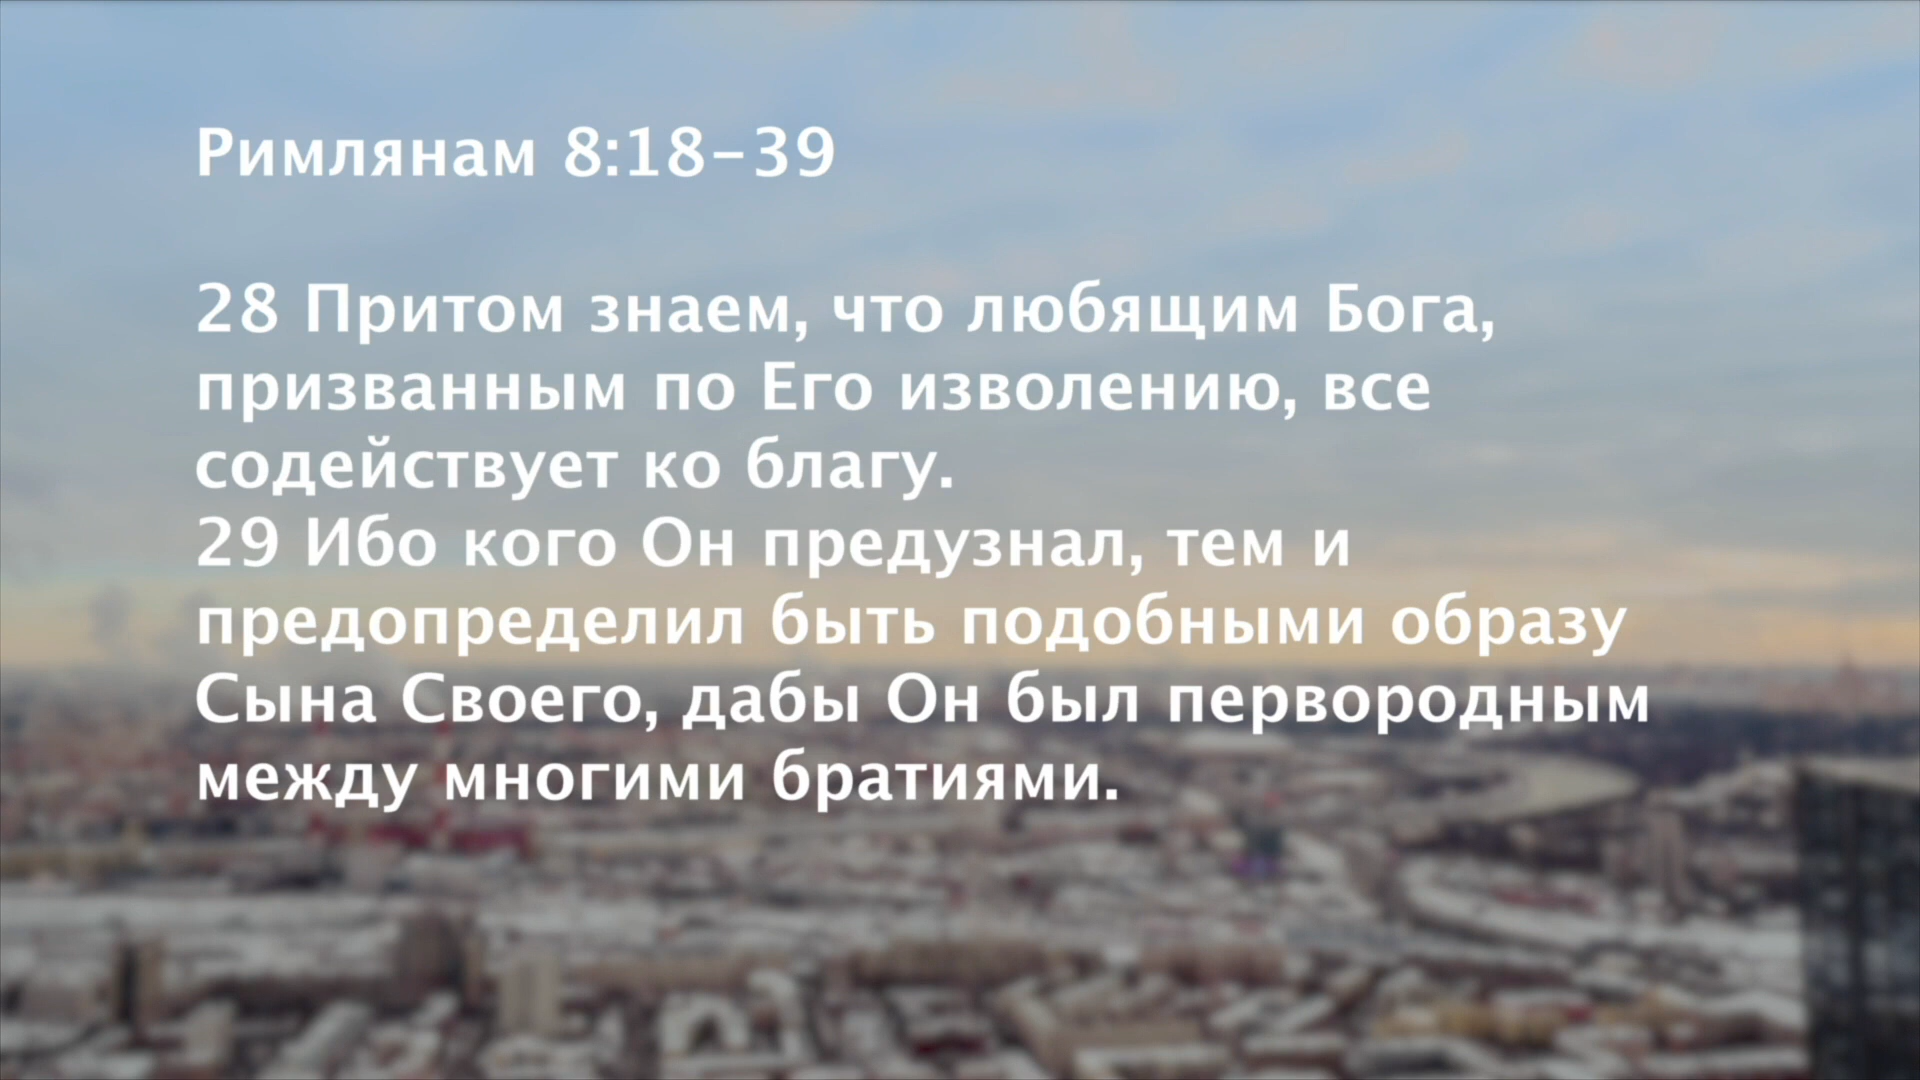 Римлянам 8:18-39
28 Притом знаем, что любящим Бога,
призванным по Его изволению, все
содействует ко благу.
29 Ибо кого Он предузнал, тем и
предопределил быть подобными образу
Сына Своего, дабы Он был первородным
между многими братиями.